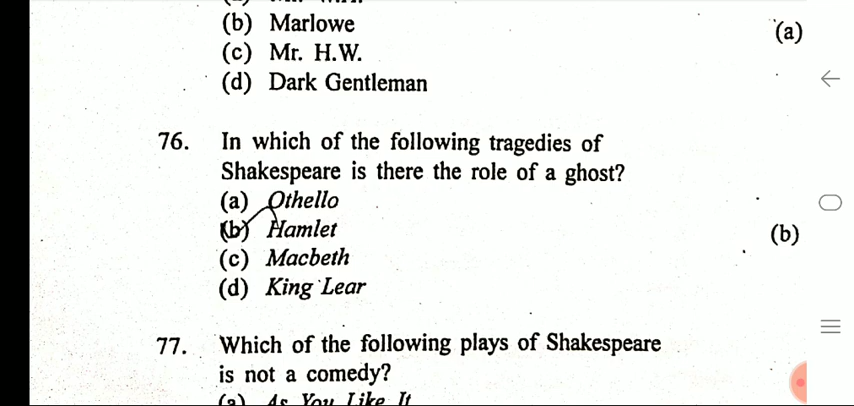 (b) Marlowe
(a)
(c) Mr. H.W.
(d) Dark Gentleman
76. In which of the following tragedies of
Shakespeare is there the role of a ghost?
(a) Othello
(b) Hamlet
(b)
(c) Macbeth
(d) King Lear
77. Which of the following plays of Shakespeare
is not a comedy?
(a) As You Like It